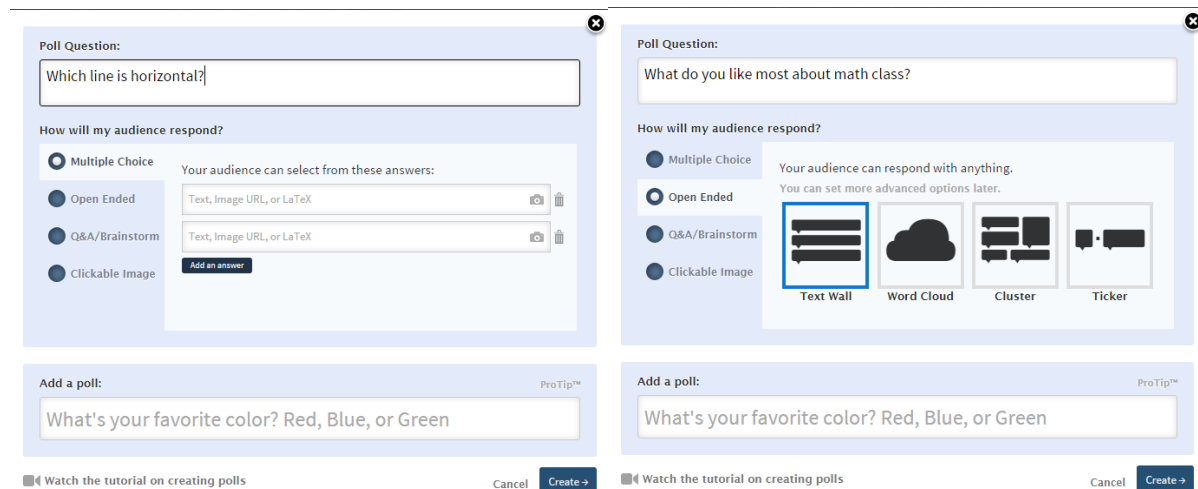 Poll Question:
Which line is horizontal?
How will my audience respond?
Multiple Choice
Open Ended
Q&A/Brainstorm
Clickable Image
Your audience can select from these answers:
Text, Image URL, or LaTeX
Text, Image URL, or LaTeX
Add an answer
Add a poll:
ProTip™
What's your favorite color? Red, Blue, or Green
Watch the tutorial on creating polls
Cancel
Create →
Poll Question:
What do you like most about math class?
How will my audience respond?
Multiple Choice
Open Ended
Q&A/Brainstorm
Clickable Image
Your audience can respond with anything.
You can set more advanced options later.
Text Wall
Word Cloud
Cluster
Ticker
Add a poll:
ProTip™
What's your favorite color? Red, Blue, or Green
Watch the tutorial on creating polls
Cancel
Create →